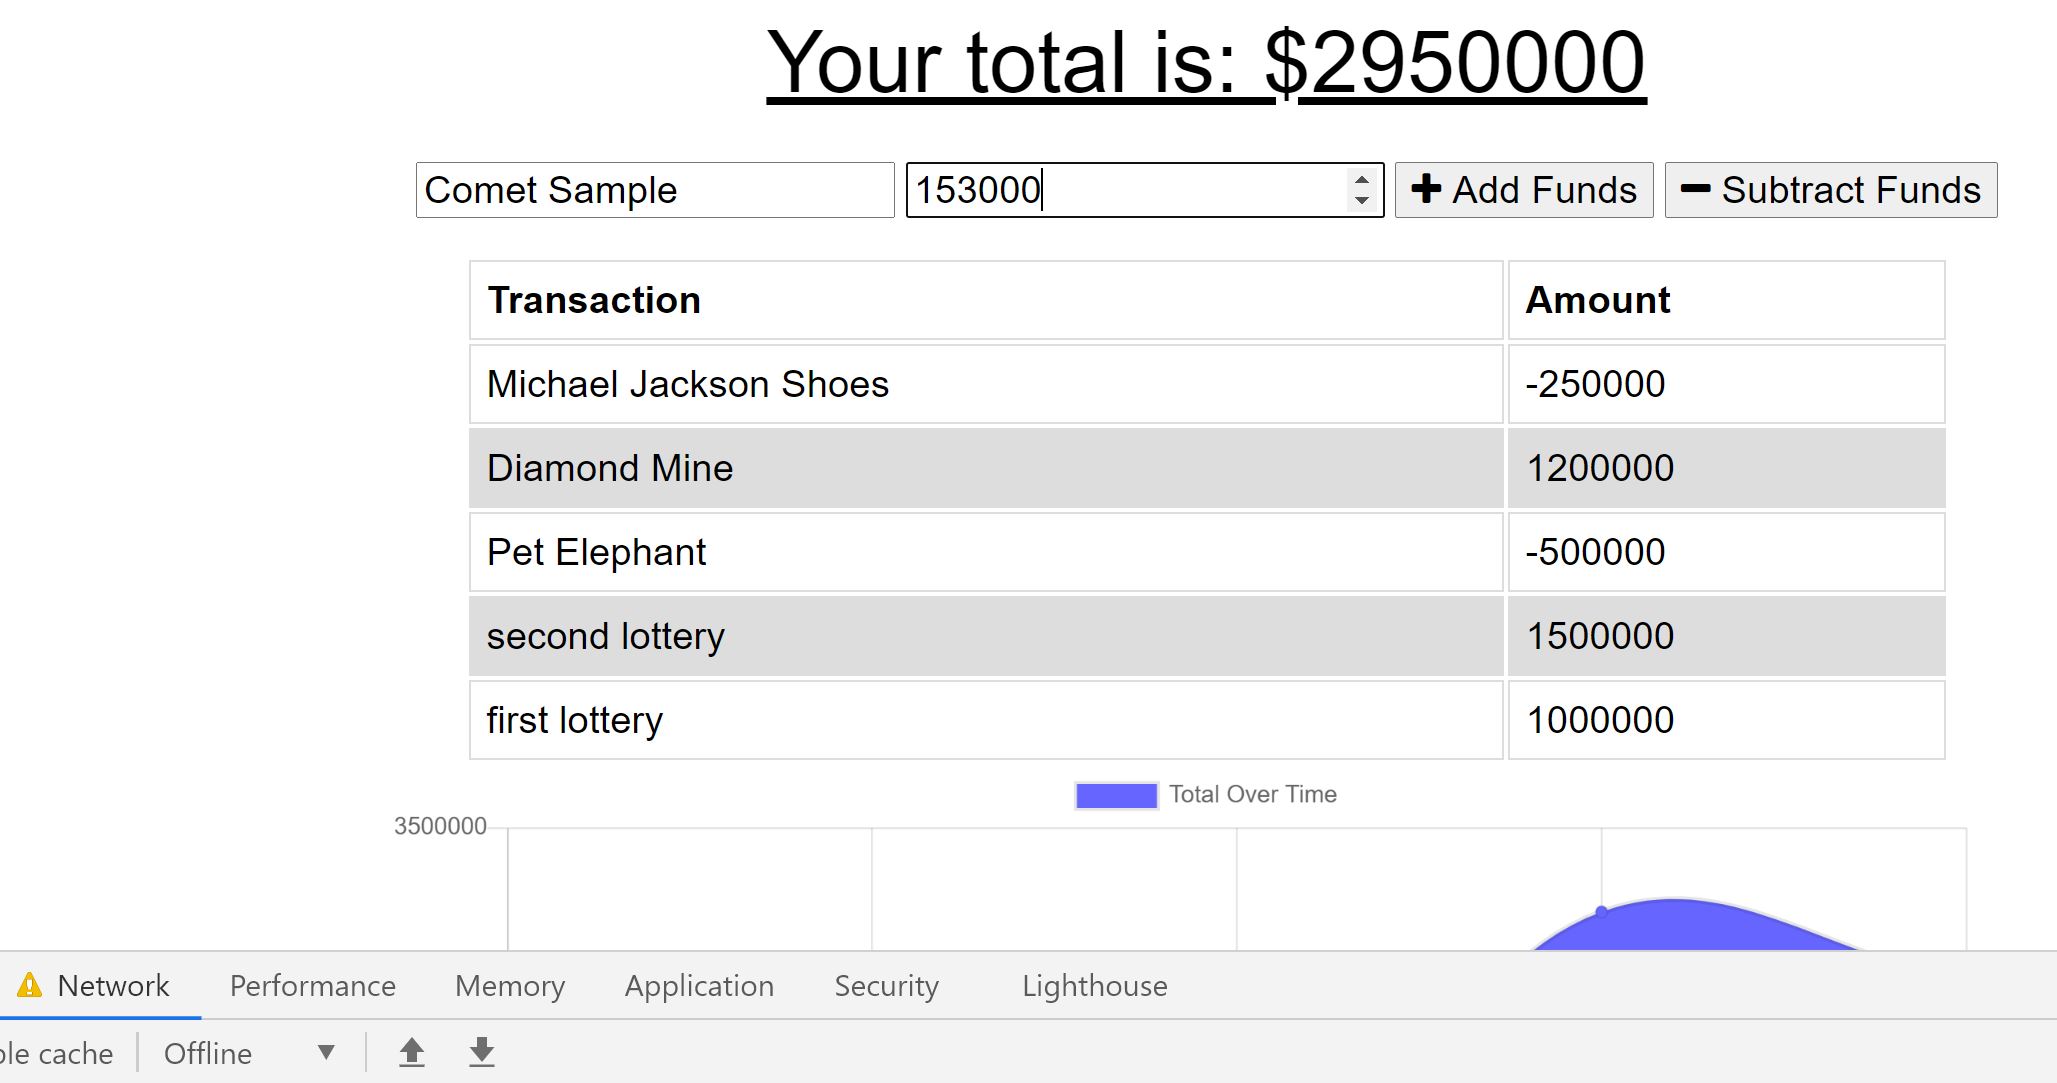 Your total is: $2950000
Comet Sample 153000 Add Funds Subtract Funds
Transaction Amount
Michael Jackson Shoes -250000
Diamond Mine 1200000
Pet Elephant -500000
second lottery 1500000
first lottery 1000000
Total Over Time
3500000
Network Performance Memory Application Security Lighthouse
cache Offline